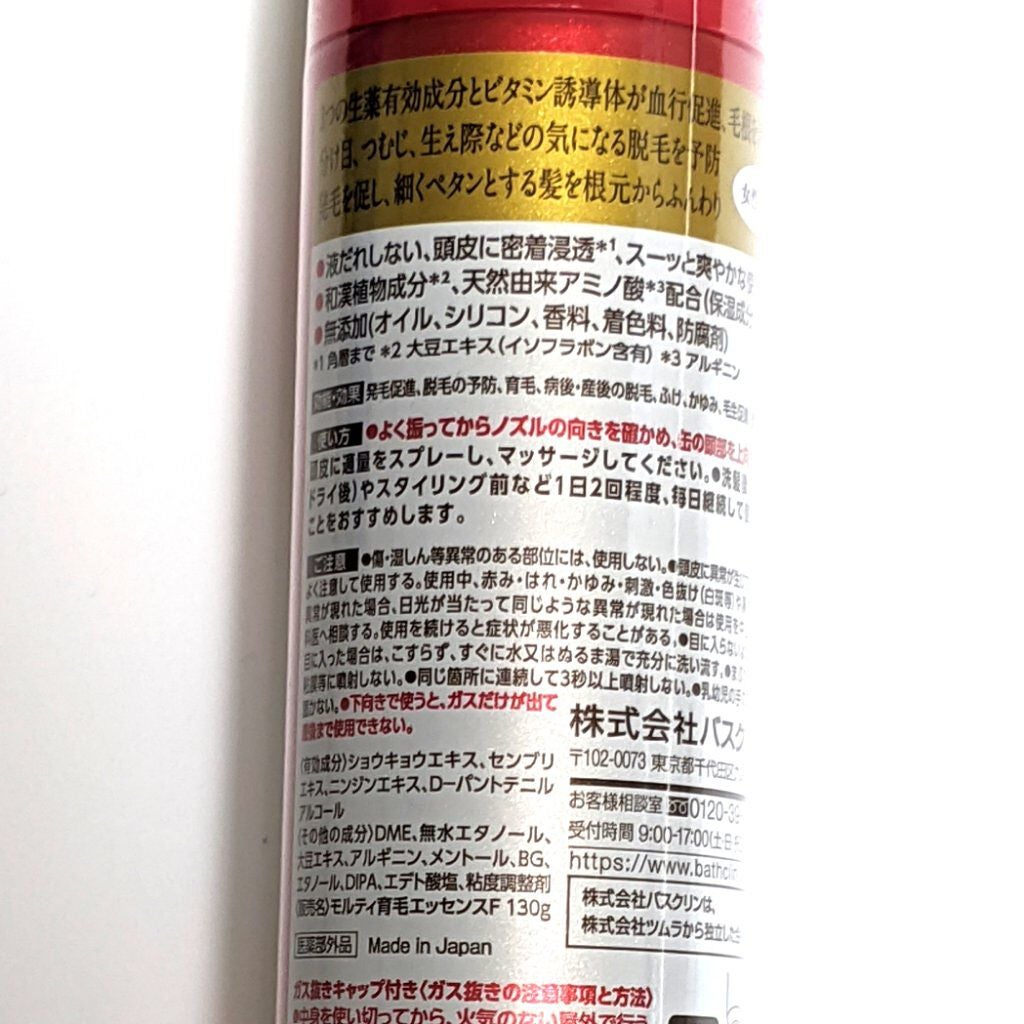 つの生薬有効成分とビタミン誘導体が血行促進、毛根
け目、つむじ、生え際などの気になる脱毛を予防
毛を促し、細くペタンとする髪を根元からふんわり
女
●液だれしない、頭皮に密着浸透*1、スーッと爽やかな
●和漢植物成分*2、天然由来アミノ酸*3配合(保湿成分
●無添加(オイル、シリコン、香料、着色料、防腐剤)
*1 角層まで *2 大豆エキス(イソフラボン含有) *3 アルギニン
効能・効果 発毛促進、脱毛の予防、育毛、病後・産後の脱毛、ふけ、かゆみ、毛生促進
使い方 ●よく振ってからノズルの向きを確かめ、缶の頭部を上
頭皮に適量をスプレーし、マッサージしてください。●洗髪
ドライ後)やスタイリング前など1日2回程度、毎日継続して
ことをおすすめします。
ご注意 ●傷・湿しん等異常のある部位には、使用しない。●頭皮に異常が生
よく注意して使用する。使用中、赤み・はれ・かゆみ・刺激・色抜け(白斑等)や
異常が現れた場合、日光が当たって同じような異常が現れた場合は使用を中
科医へ相談する。使用を続けると症状が悪化することがある。●目に入らない
目に入った場合は、こすらず、すぐに水又はぬるま湯で充分に洗い流す。
粘膜等に噴射しない。●同じ箇所に連続して3秒以上噴射しない。●乳幼児の手
置かない。●下向きで使うと、ガスだけが出て
最後まで使用できない。
〈有効成分〉ショウキョウエキス、センブリ
エキス、ニンジンエキス、D-パントテニル
アルコール
〈その他の成分〉DME、無水エタノール、
大豆エキス、アルギニン、メントール、BG、
エタノール、DIPA、エデト酸塩、粘度調整剤
〈販売名〉モルティ育毛エッセンスF 130g
医薬部外品 Made in Japan
株式会社バスク
〒102-0073 東京都千代田区
お客様相談室 0120-39
受付時間 9:00-17:00(土・日
https://www.bathclin
株式会社バスクリンは、
株式会社ツムラから独立した
ガス抜きキャップ付き〈ガス抜きの注意事項と方法〉
●中身を使い切ってから、火気のない屋外で行う